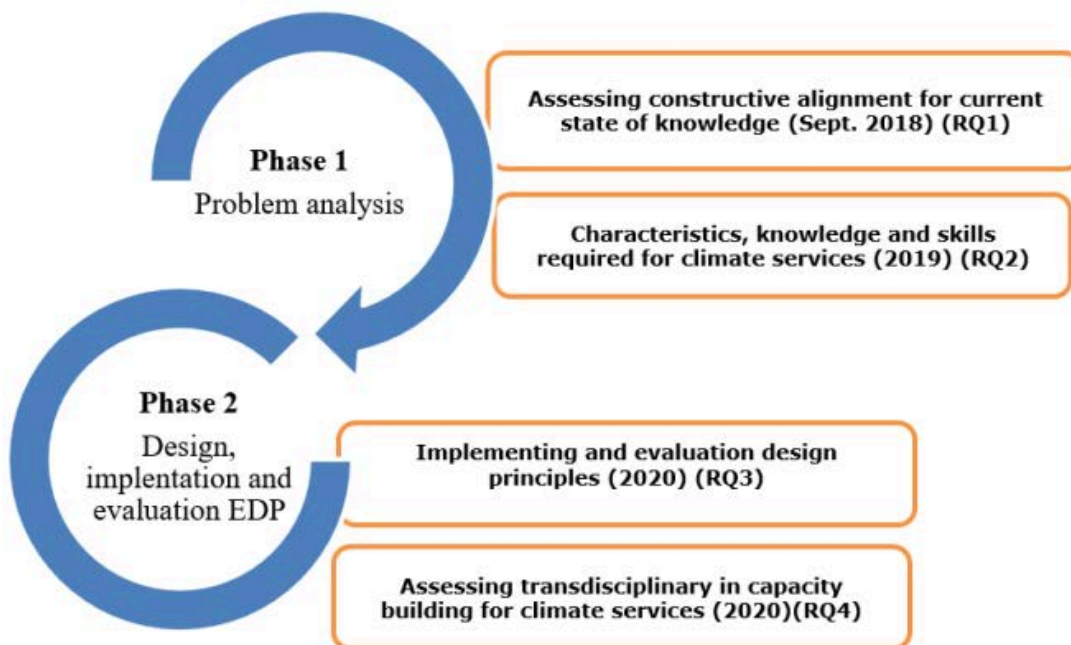 Phase 1
Problem analysis
Assessing constructive alignment for current
state of knowledge (Sept. 2018) (RQ1)
Characteristics, knowledge and skills
required for climate services (2019) (RQ2)
Phase 2
Design,
implentation and
evaluation EDP
Implementing and evaluation design
principles (2020) (RQ3)
Assessing transdisciplinary in capacity
building for climate services (2020)(RQ4)